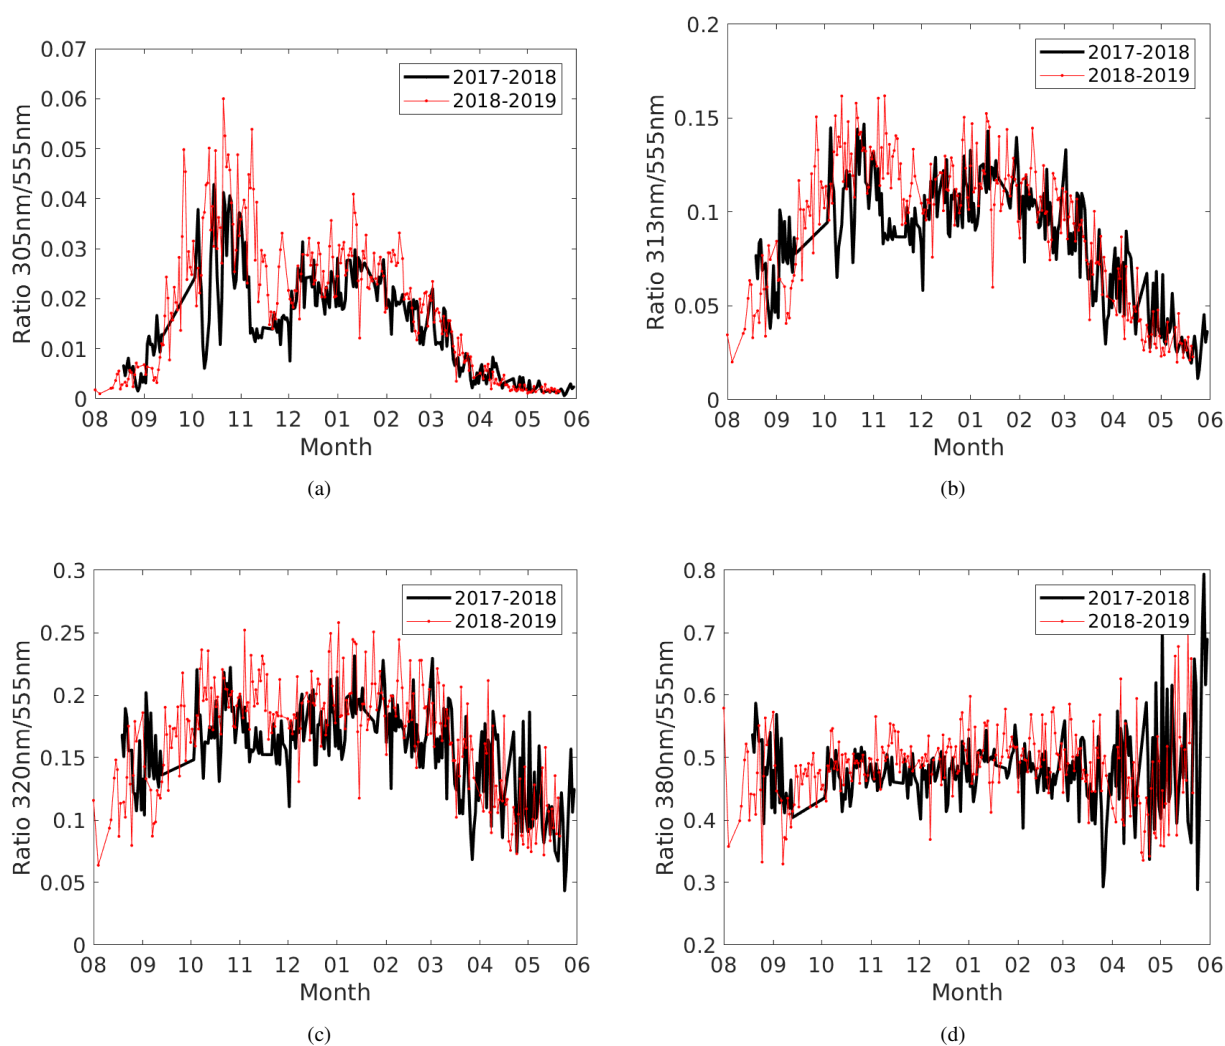 0.07
0.06
0.05
0.04
0.03
0.02
0.01
0
Ratio 305nm/555nm
2017-2018
2018-2019
08 09 10 11 12 01 02 03 04 05 06
Month
(a)
0.2
0.15
0.1
0.05
0
Ratio 313nm/555nm
2017-2018
2018-2019
08 09 10 11 12 01 02 03 04 05 06
Month
(b)
0.3
0.25
0.2
0.15
0.1
0.05
0
Ratio 320nm/555nm
2017-2018
2018-2019
08 09 10 11 12 01 02 03 04 05 06
Month
(c)
0.8
0.7
0.6
0.5
0.4
0.3
0.2
Ratio 380nm/555nm
2017-2018
2018-2019
08 09 10 11 12 01 02 03 04 05 06
Month
(d)